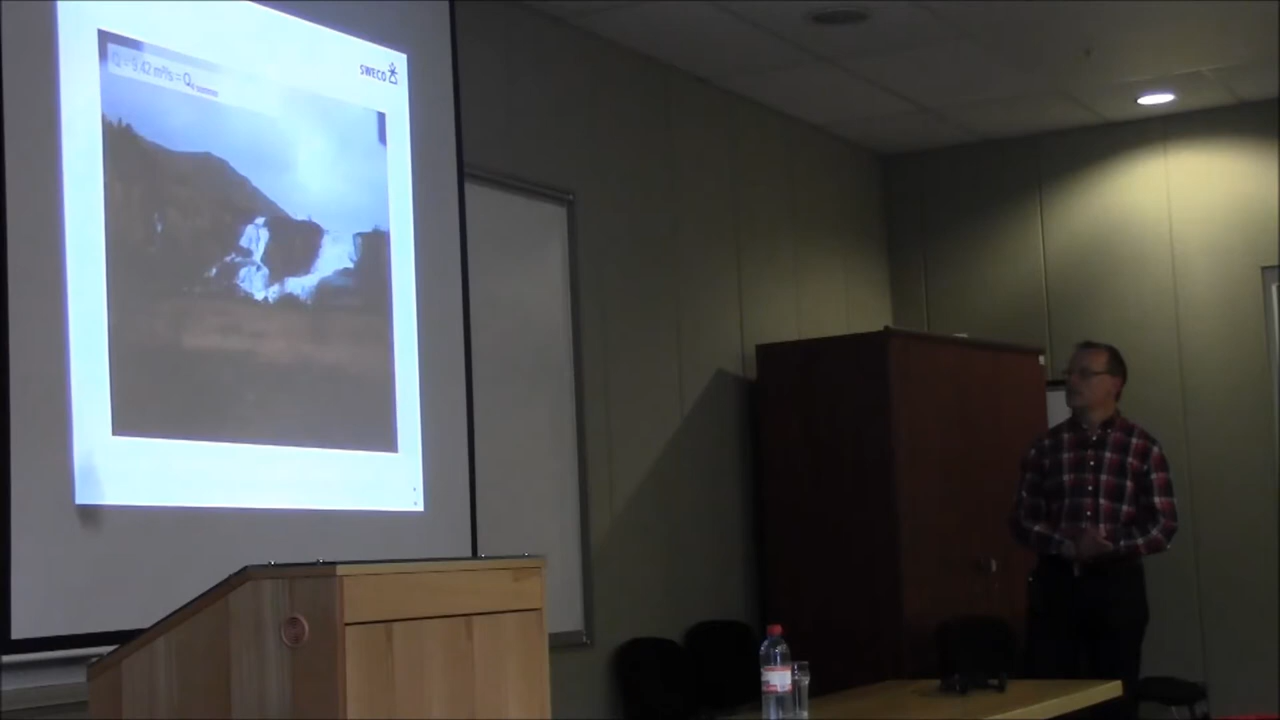 Q = 9.42 m³/s = Q
SWECO